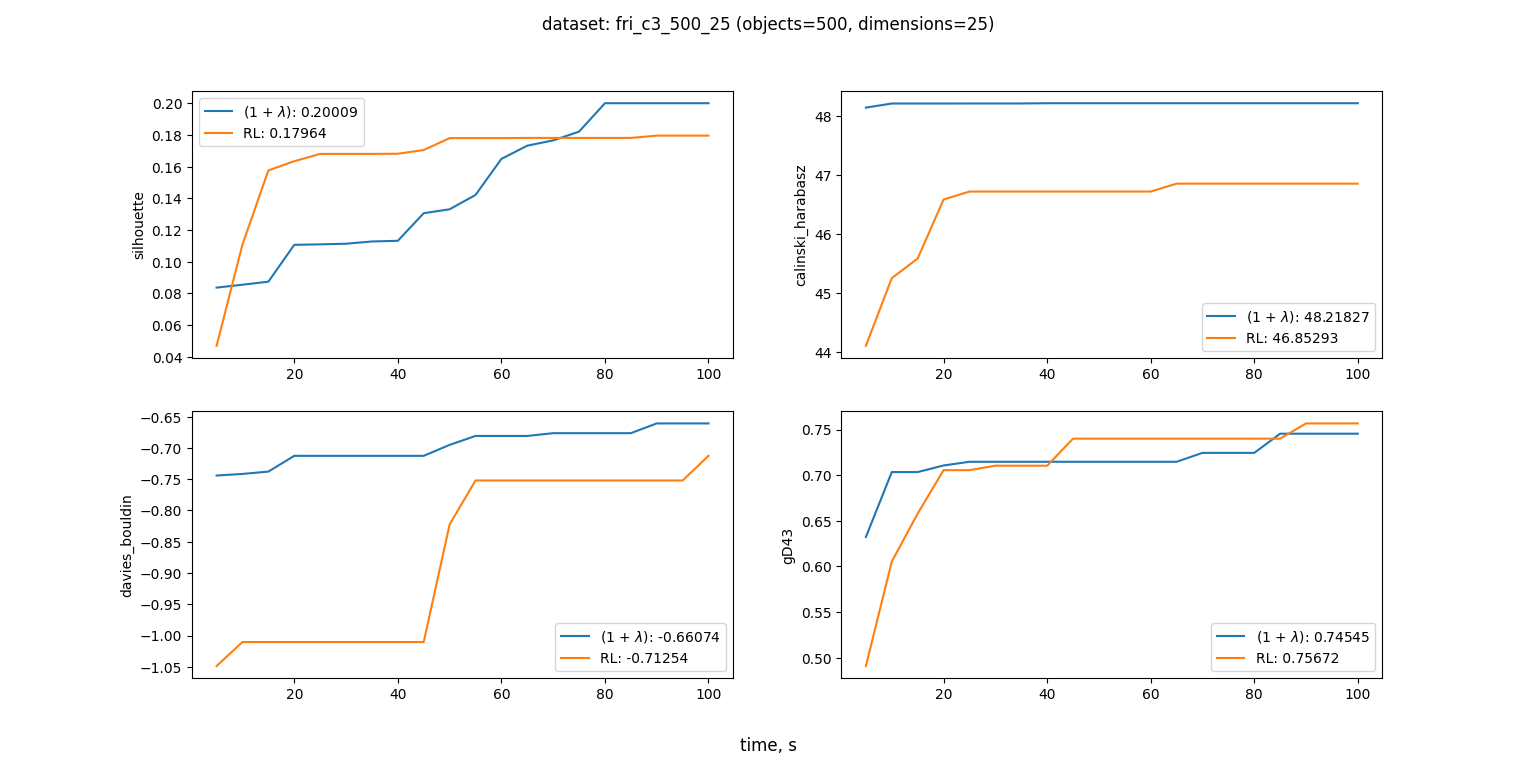 dataset: fri_c3_500_25 (objects=500, dimensions=25)
silhouette
0.20
0.18
0.16
0.14
0.12
0.10
0.08
0.06
0.04
(1 + λ): 0.20009
RL: 0.17964
20 40 60 80 100
calinski_harabasz
48
47
46
45
44
(1 + λ): 48.21827
RL: 46.85293
20 40 60 80 100
davies_bouldin
−0.65
−0.70
−0.75
−0.80
−0.85
−0.90
−0.95
−1.00
−1.05
(1 + λ): -0.66074
RL: -0.71254
20 40 60 80 100
gD43
0.75
0.70
0.65
0.60
0.55
0.50
(1 + λ): 0.74545
RL: 0.75672
20 40 60 80 100
time, s